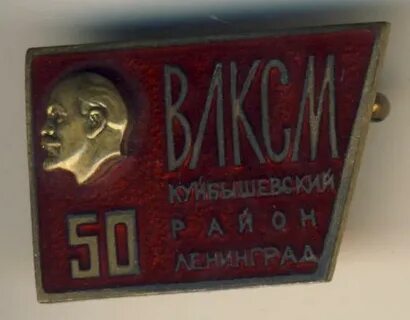 ВЛКСМ
КУЙБЫШЕВСКИЙ
РАЙОН
50
ЛЕНИНГРАД